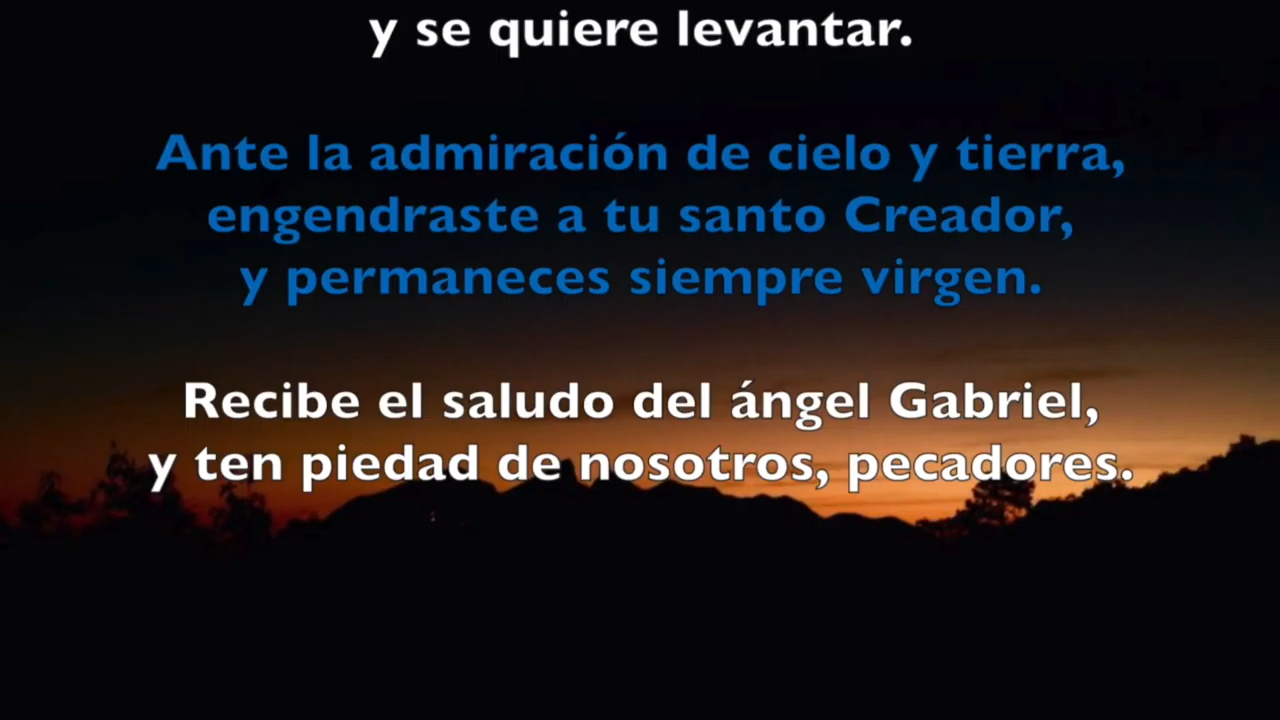 y se quiere levantar.
Ante la admiración de cielo y tierra,
engendraste a tu santo Creador,
y permaneces siempre virgen.
Recibe el saludo del ángel Gabriel,
y ten piedad de nosotros, pecadores.